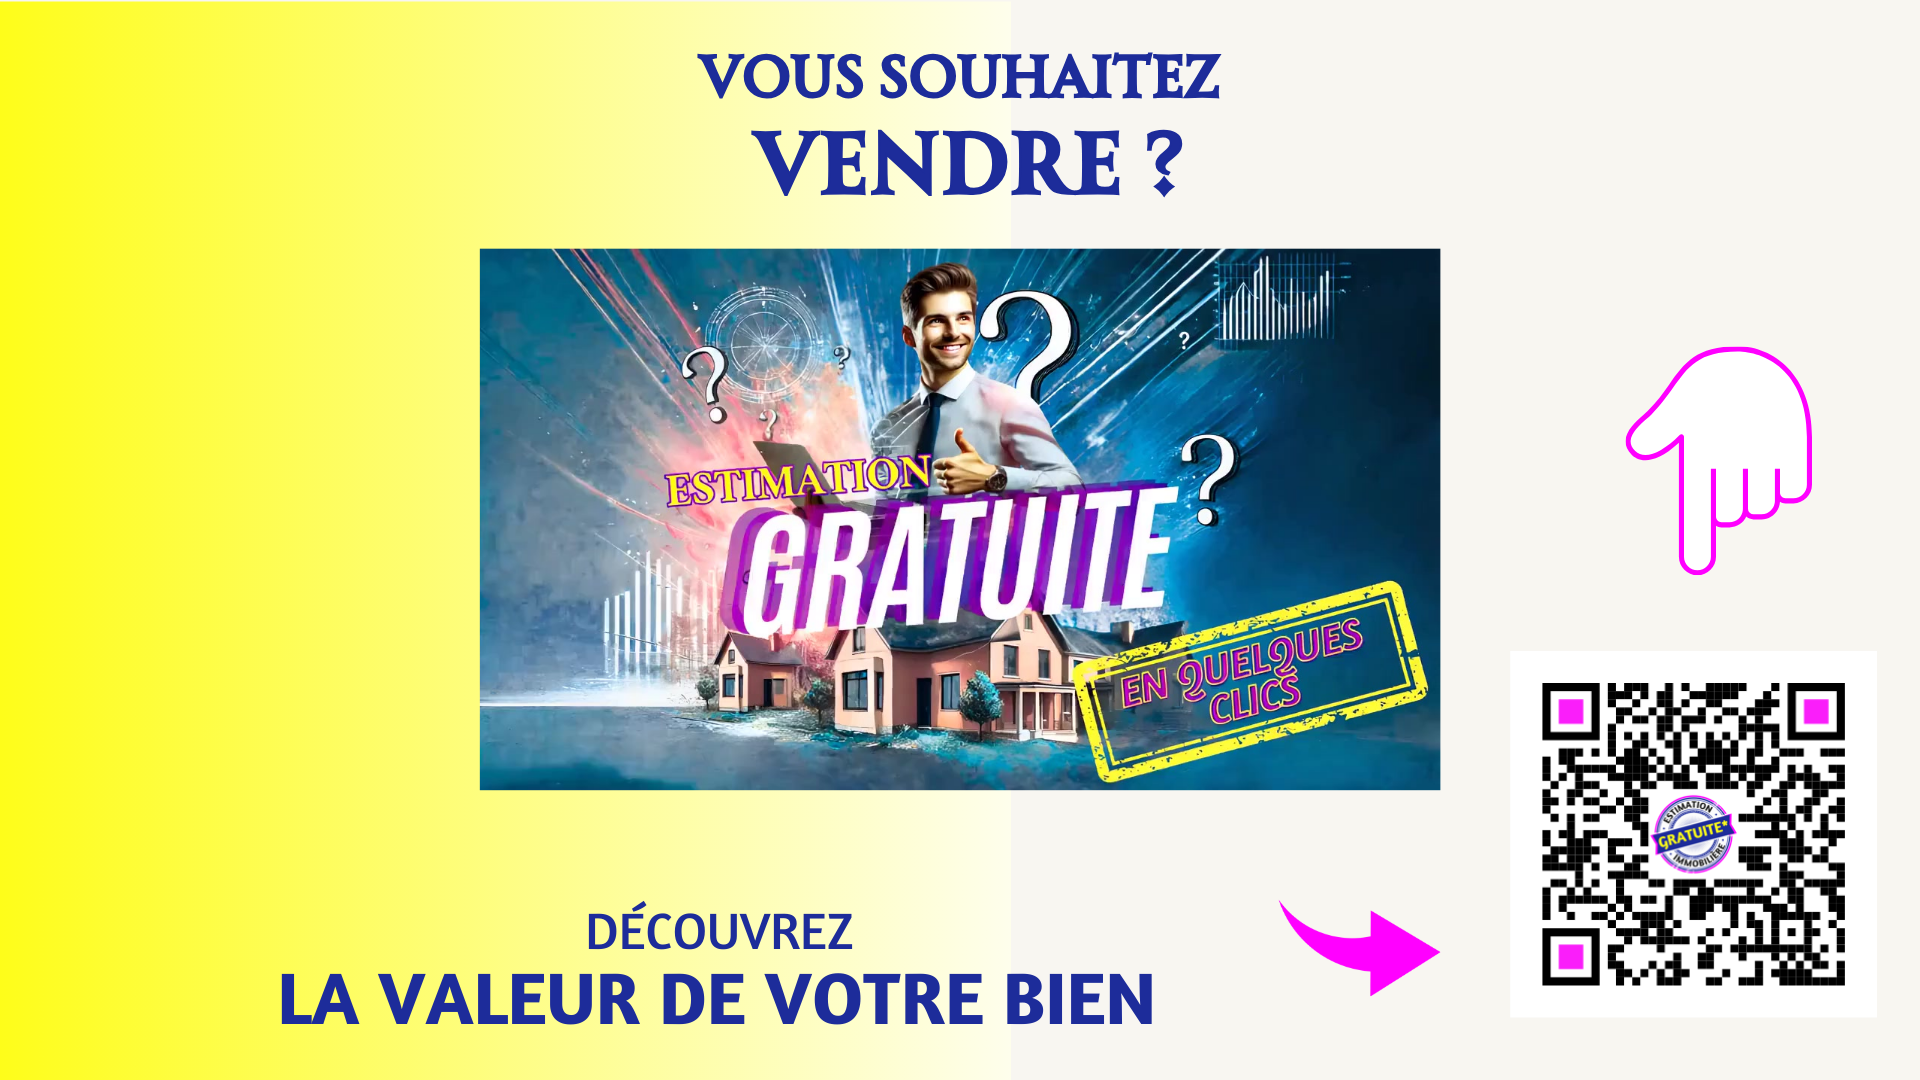 VOUS SOUHAITEZ
VENDRE ?
ESTIMATION
GRATUITE
EN QUELQUES
CLICS
ESTIMATION
GRATUITE*
IMMOBILIÈRE
DÉCOUVREZ
LA VALEUR DE VOTRE BIEN